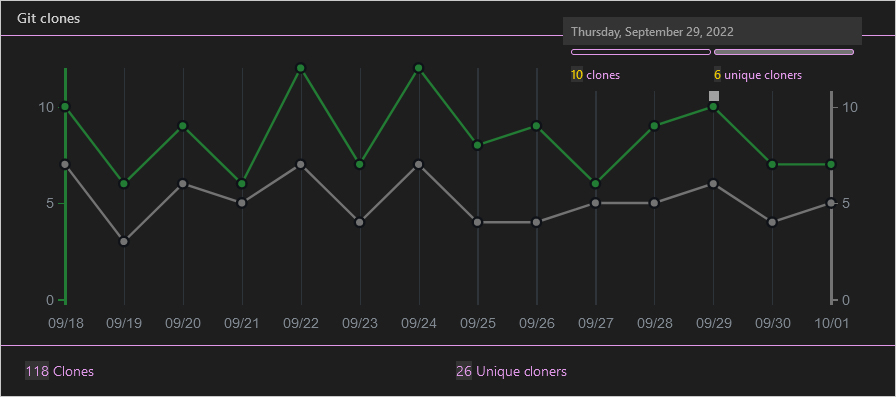 Git clones
Thursday, September 29, 2022
10 clones
6 unique cloners
10
10
5
5
0
0
09/18 09/19 09/20 09/21 09/22 09/23 09/24 09/25 09/26 09/27 09/28 09/29 09/30 10/01
118 Clones
26 Unique cloners